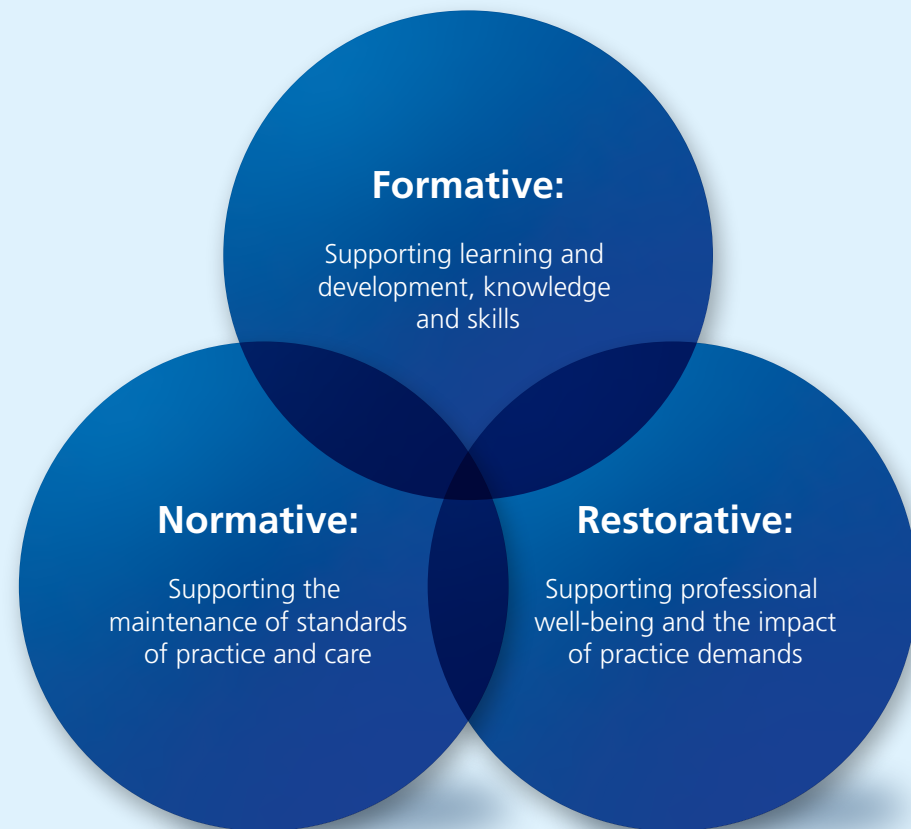 Formative:
Supporting learning and
development, knowledge
and skills
Normative:
Supporting the
maintenance of standards
of practice and care
Restorative:
Supporting professional
well-being and the impact
of practice demands